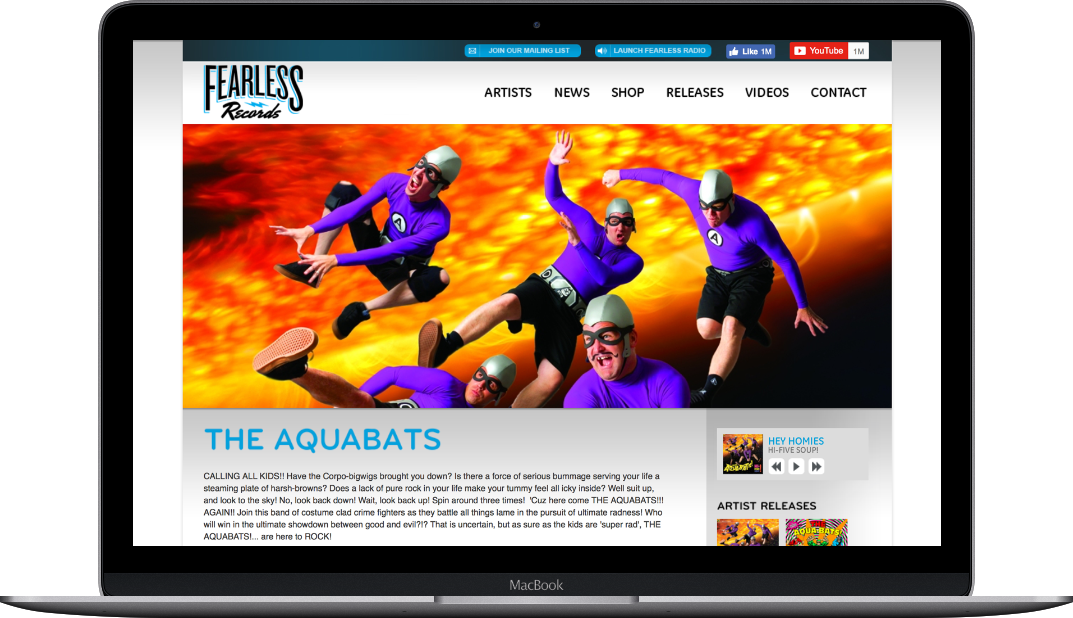 JOIN OUR MAILING LIST
LAUNCH FEARLESS RADIO
Like 1M
YouTube 1M
FEARLESS
Records
ARTISTS NEWS SHOP RELEASES VIDEOS CONTACT
A
A
THE AQUABATS
CALLING ALL KIDS!! Have the Corpo-bigwigs brought you down? Is there a force of serious bummage serving your life a
steaming plate of harsh-browns? Does a lack of pure rock in your life make your tummy feel all icky inside? Well suit up,
and look to the sky! No, look back down! Wait, look back up! Spin around three times! 'Cuz here come THE AQUABATS!!!
AGAIN!! Join this band of costume clad crime fighters as they battle all things lame in the pursuit of ultimate radness! Who
will win in the ultimate showdown between good and evil?!? That is uncertain, but as sure as the kids are 'super rad', THE
AQUABATS!... are here to ROCK!
HEY HOMIES
HI-FIVE SOUP!
ARTIST RELEASES
AQUABATS
MacBook